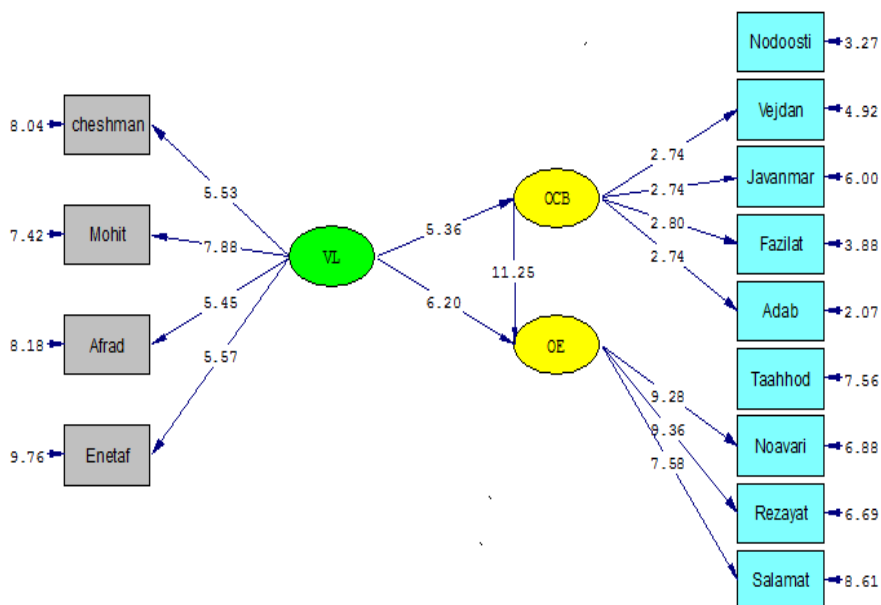 Nodoosti
3.27
Vejdan
4.92
8.04
cheshman
2.74
5.53
Javanmar
6.00
2.74
OCB
7.42
Mohit
7.88
5.36
2.80
Fazilat
3.88
VL
2.74
11.25
6.20
5.45
Adab
2.07
8.18
Afrad
OE
5.57
Taahhod
7.56
9.28
9.36
Noavari
6.88
9.76
Enetaf
7.58
Rezayat
6.69
Salamat
8.61